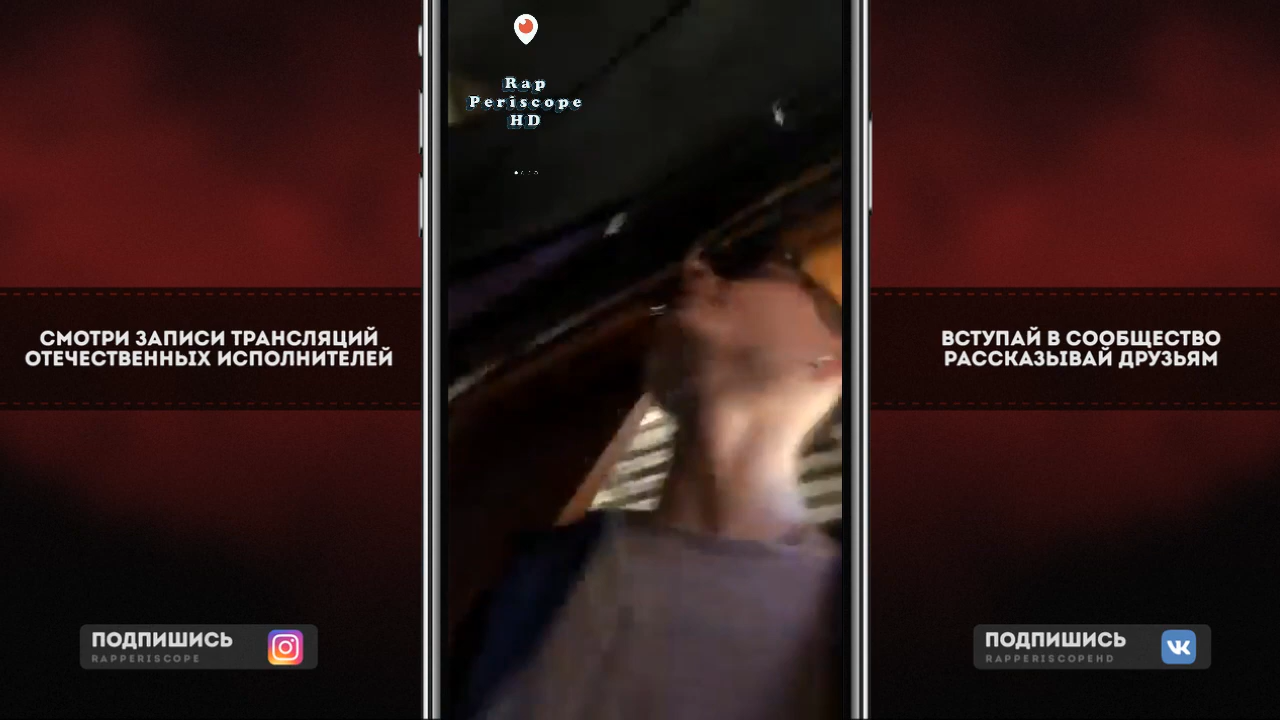 Rap
Periscope
HD
СМОТРИ ЗАПИСИ ТРАНСЛЯЦИЙ
ОТЕЧЕСТВЕННЫХ ИСПОЛНИТЕЛЕЙ
ВСТУПАЙ В СООБЩЕСТВО
РАССКАЗЫВАЙ ДРУЗЬЯМ
ПОДПИШИСЬ
RAPPERISCOPE
ПОДПИШИСЬ
RAPPERISCOPEHD